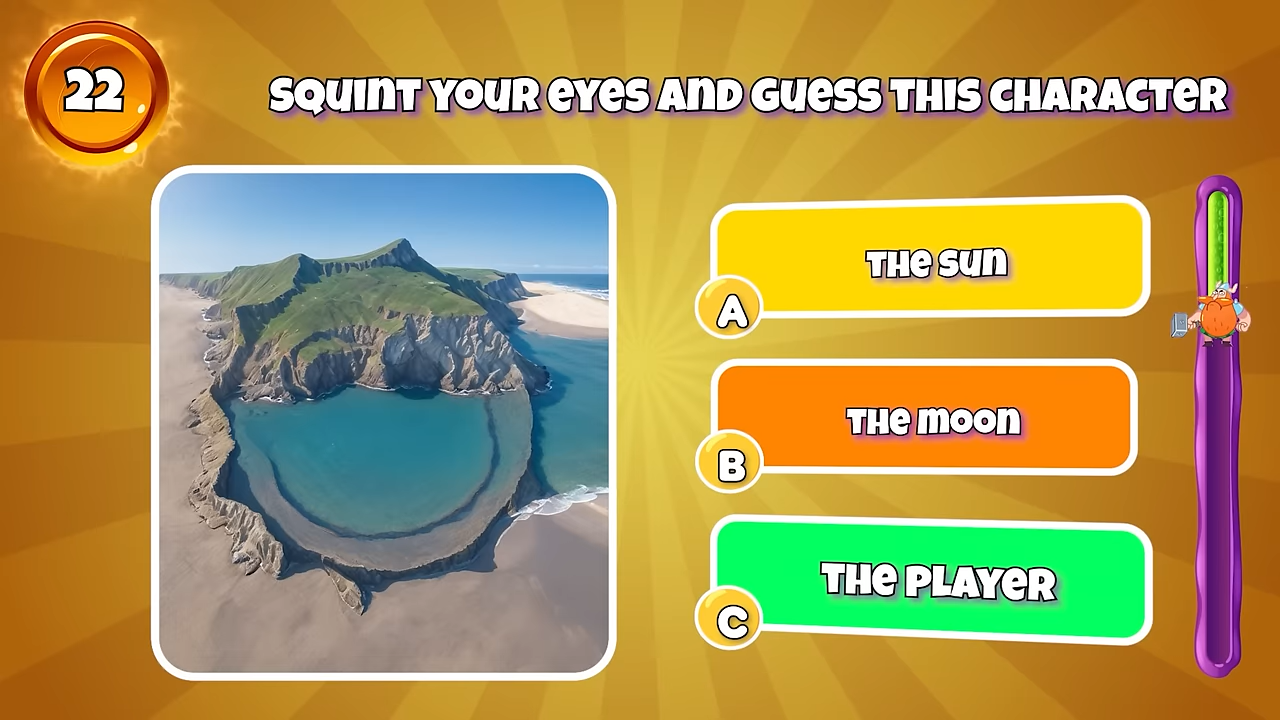 22
SQUINT YOUR EYES AND GUESS THIS CHARACTER
THE SUN
A
THE MOON
B
THE PLAYER
C